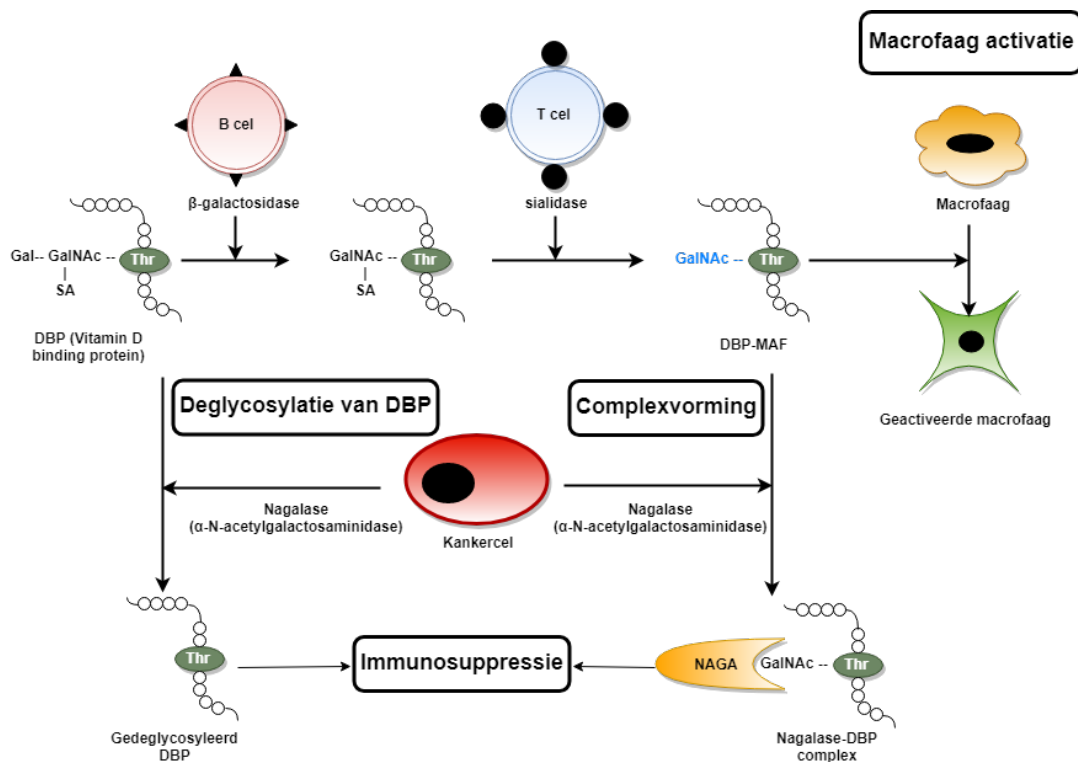 Macrofaag activatie
B cel
T cel
β-galactosidase
sialidase
Macrofaag
Gal-- GalNAc -- Thr
SA
GalNAc -- Thr
SA
GalNAc -- Thr
DBP (Vitamin D
binding protein)
DBP-MAF
Geactiveerde macrofaag
Deglycosylatie van DBP
Complexvorming
Nagalase
(α-N-acetylgalactosaminidase)
Kankercel
Nagalase
(α-N-acetylgalactosaminidase)
Thr
Immunosuppressie
NAGA
GalNAc -- Thr
Gedeglycosyleerd
DBP
Nagalase-DBP
complex